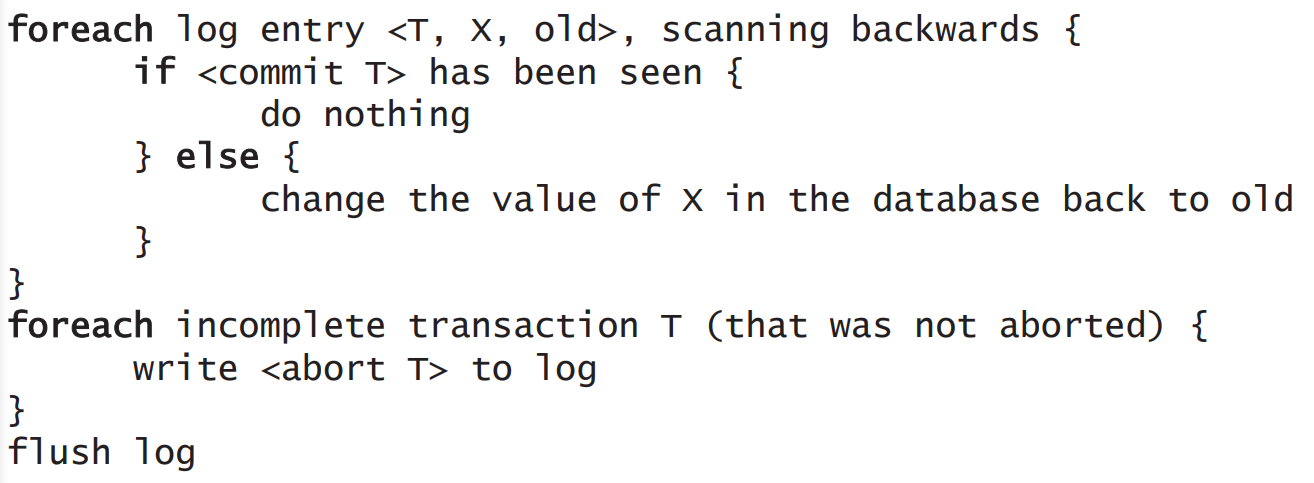 foreach log entry <T, X, old>, scanning backwards {
if <commit T> has been seen {
do nothing
} else {
change the value of X in the database back to old
}
}
foreach incomplete transaction T (that was not aborted) {
write <abort T> to log
}
flush log